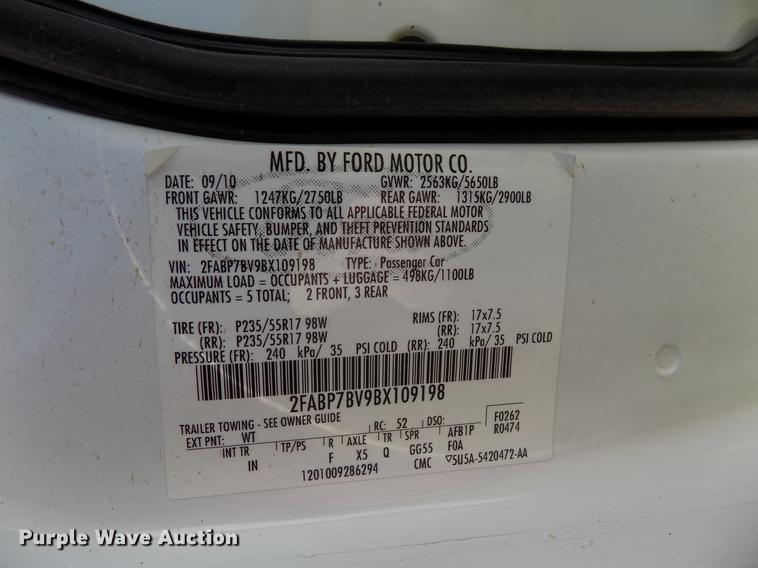 MFD. BY FORD MOTOR CO.
DATE: 09/10 GVWR: 2563KG/5650LB
FRONT GAWR: 1247KG/2750LB REAR GAWR: 1315KG/2900LB
THIS VEHICLE CONFORMS TO ALL APPLICABLE FEDERAL MOTOR
VEHICLE SAFETY, BUMPER, AND THEFT PREVENTION STANDARDS
IN EFFECT ON THE DATE OF MANUFACTURE SHOWN ABOVE.
VIN: 2FABP7BV9BX109198 TYPE: Passenger Car
MAXIMUM LOAD = OCCUPANTS + LUGGAGE = 498KG/1100LB
OCCUPANTS = 5 TOTAL; 2 FRONT, 3 REAR
TIRE (FR): P235/55R17 98W RIMS (FR): 17x7.5
(RR): P235/55R17 98W (RR): 17x7.5
PRESSURE (FR): 240 kPa/ 35 PSI COLD (RR): 240 kPa/ 35 PSI COLD
2FABP7BV9BX109198
TRAILER TOWING - SEE OWNER GUIDE RC: 52 DSO: F0262
EXT PNT: WT R AXLE TR SPR AFB1P R0474
INT TR TP/PS F X5 Q GG55 F0A
IN 1201009286294 CMC ▽5U5A-5420472-AA
Purple Wave Auction